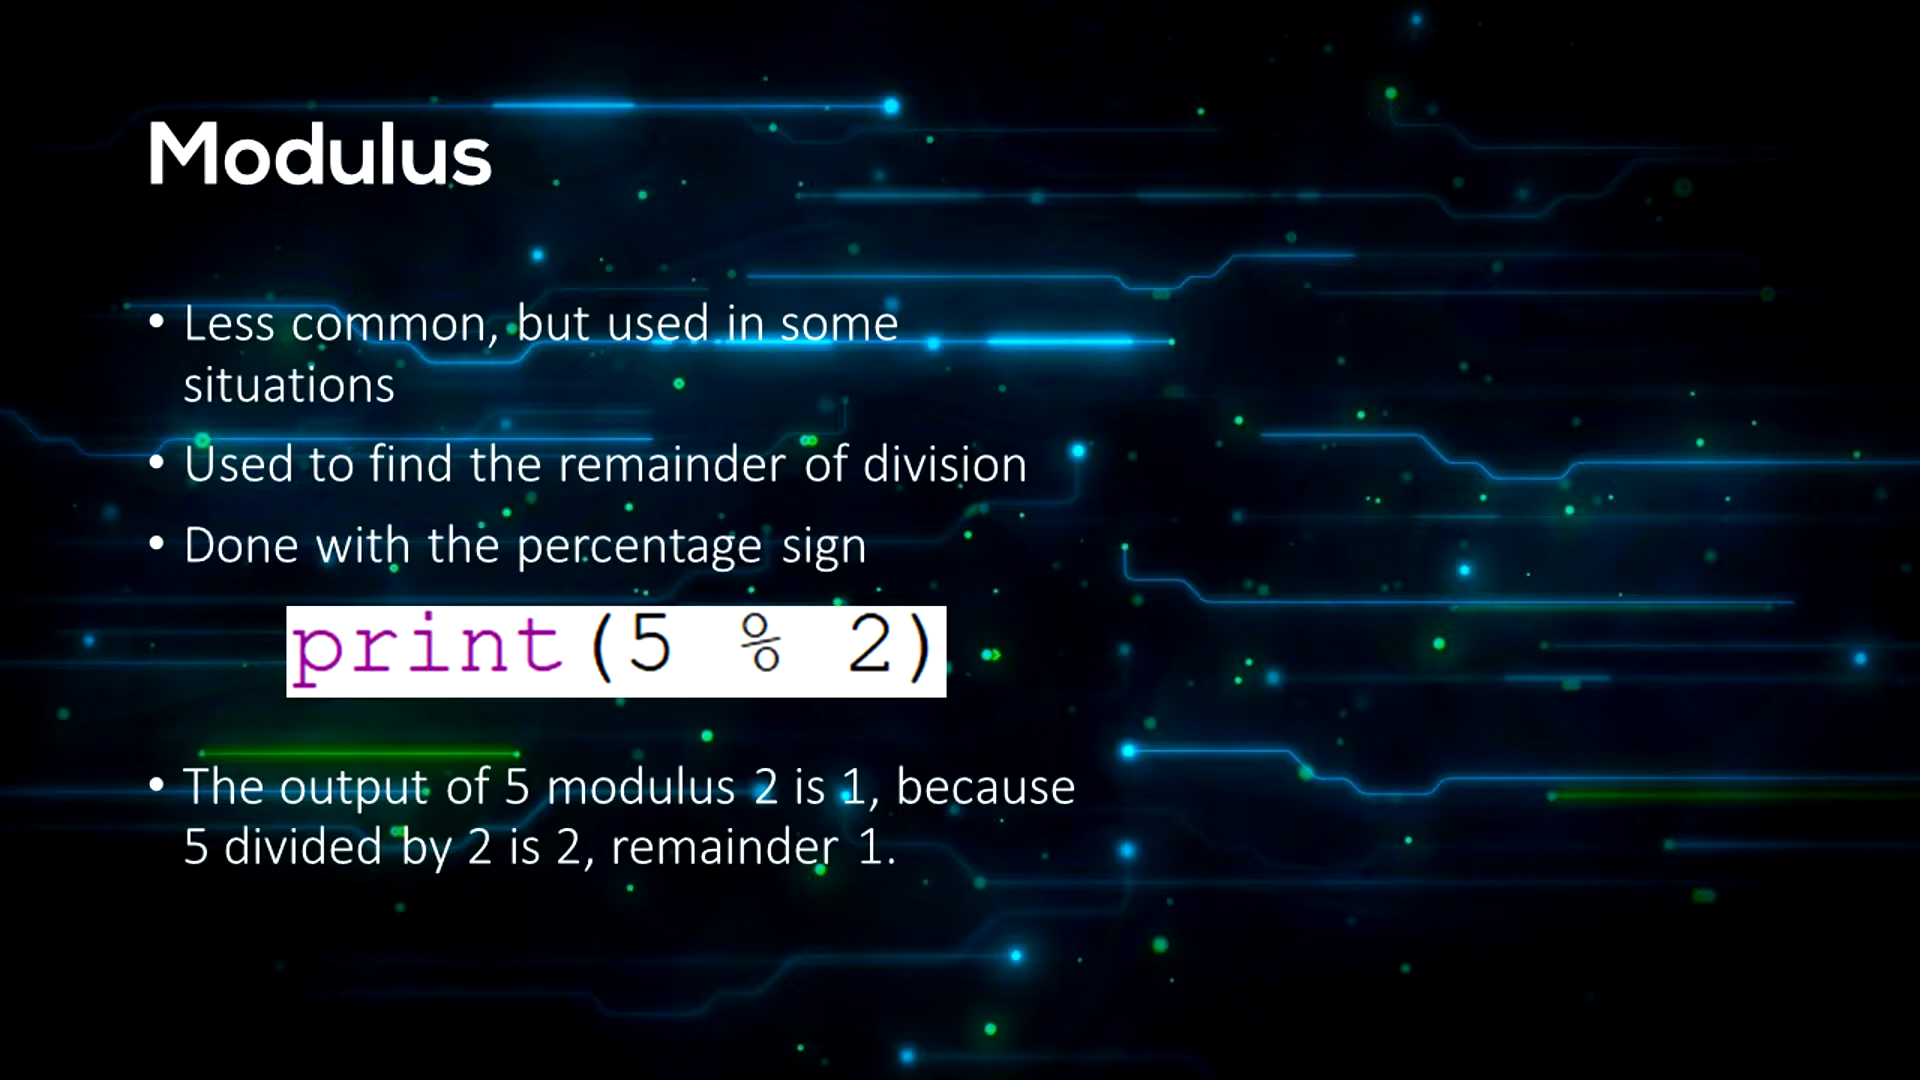 Modulus
• Less common, but used in some
situations
• Used to find the remainder of division
• Done with the percentage sign
print(5 % 2)
• The output of 5 modulus 2 is 1, because
5 divided by 2 is 2, remainder 1.